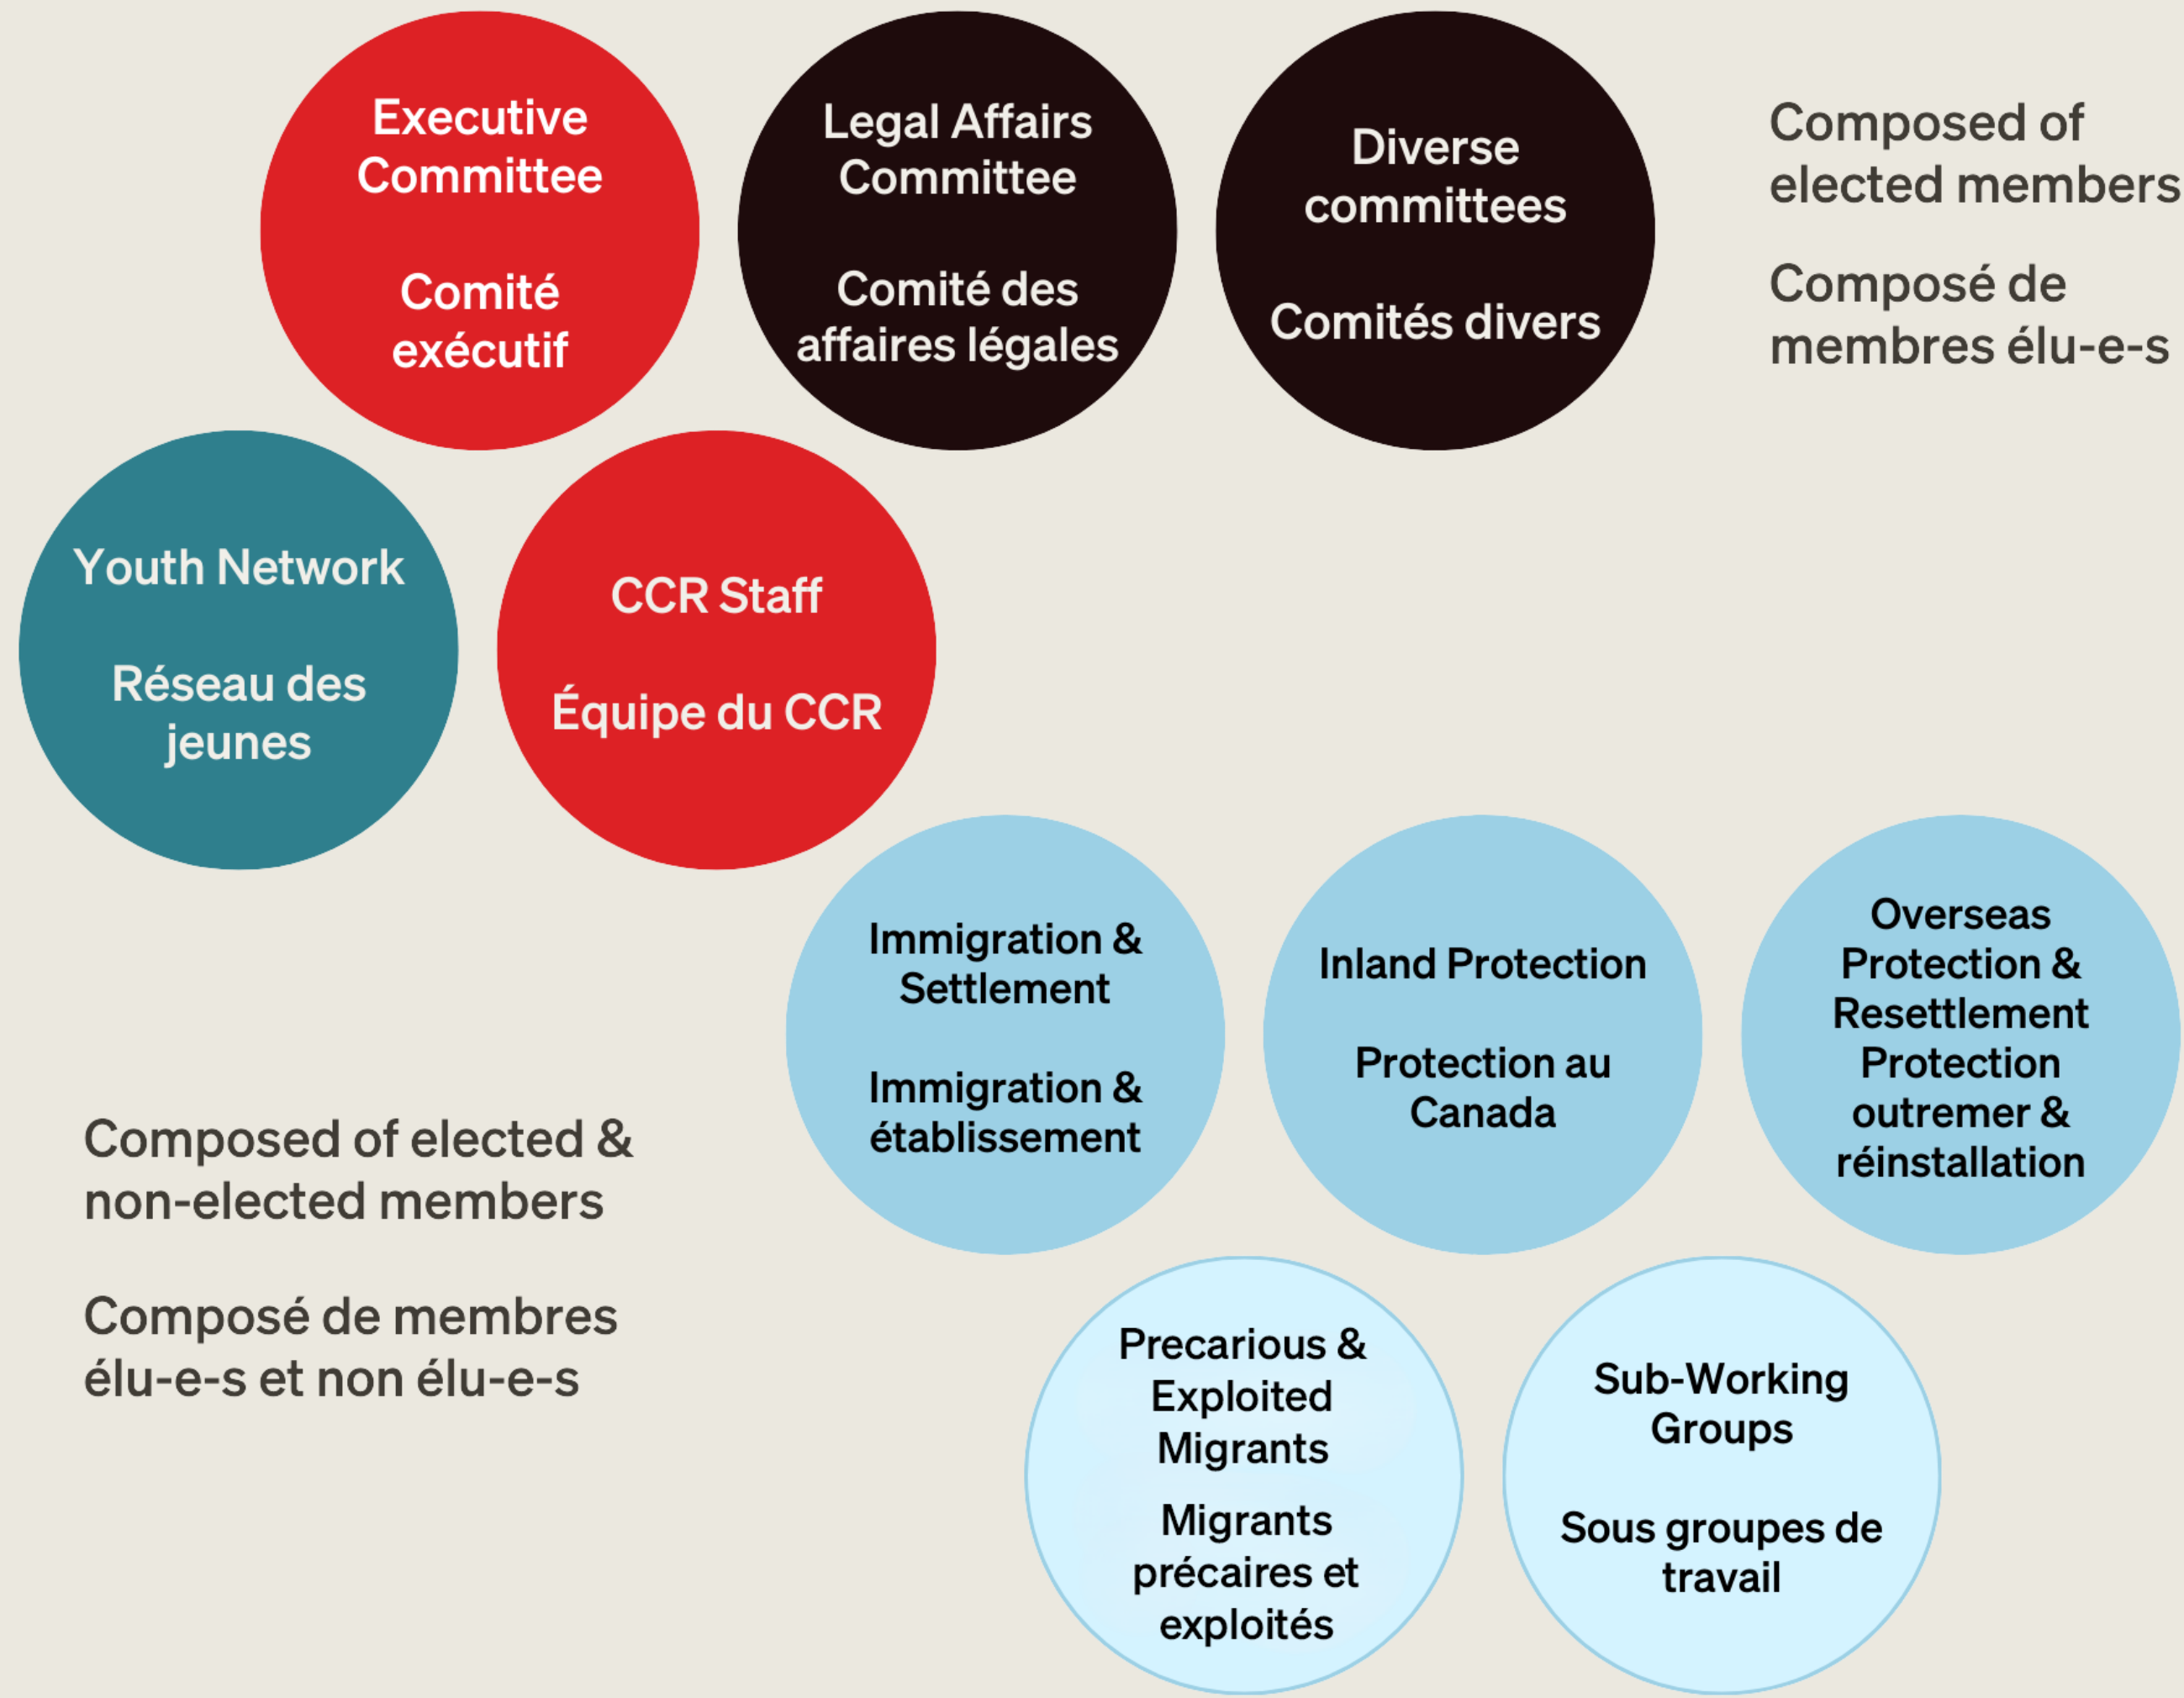 Executive
Committee
Comité
exécutif
Legal Affairs
Committee
Comité des
affaires légales
Diverse
committees
Comités divers
Composed of
elected members
Composé de
membres élu-e-s
Youth Network
Réseau des
jeunes
CCR Staff
Équipe du CCR
Immigration &
Settlement
Immigration &
établissement
Inland Protection
Protection au
Canada
Overseas
Protection &
Resettlement
Protection
outremer &
réinstallation
Composed of elected &
non-elected members
Composé de membres
élu-e-s et non élu-e-s
Precarious &
Exploited
Migrants
Migrants
précaires et
exploités
Sub-Working
Groups
Sous groupes de
travail